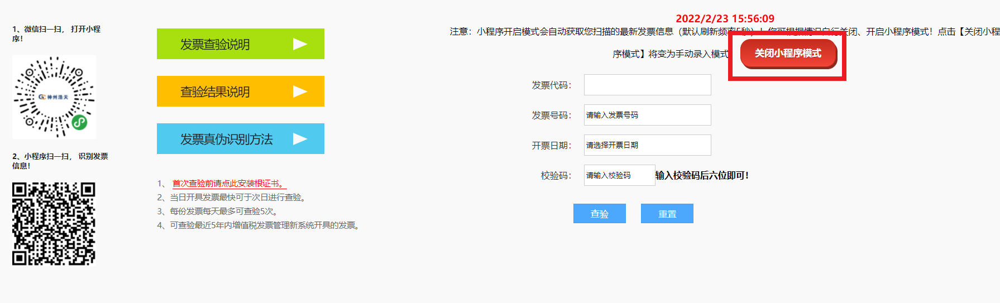 1、微信扫一扫， 打开小程
序！
神州浩天
2、小程序扫一扫， 识别发票
信息！
发票查验说明
查验结果说明
发票真伪识别方法
1、 首次查验前请点此安装根证书。
2、当日开具发票最快可于次日进行查验。
3、每份发票每天最多可查验5次。
4、可查验最近5年内增值税发票管理新系统开具的发票。
2022/2/23 15:56:09
注意：小程序开启模式会自动获取您扫描的最新发票信息（默认刷新频率5秒）！您可根据情况自行关闭、开启小程序模式！点击【关闭小程
序模式】将变为手动录入模式
关闭小程序模式
发票代码：
发票号码： 请输入发票号码
开票日期： 请选择开票日期
校验码： 请输入校验码 输入校验码后六位即可！
查验 重置